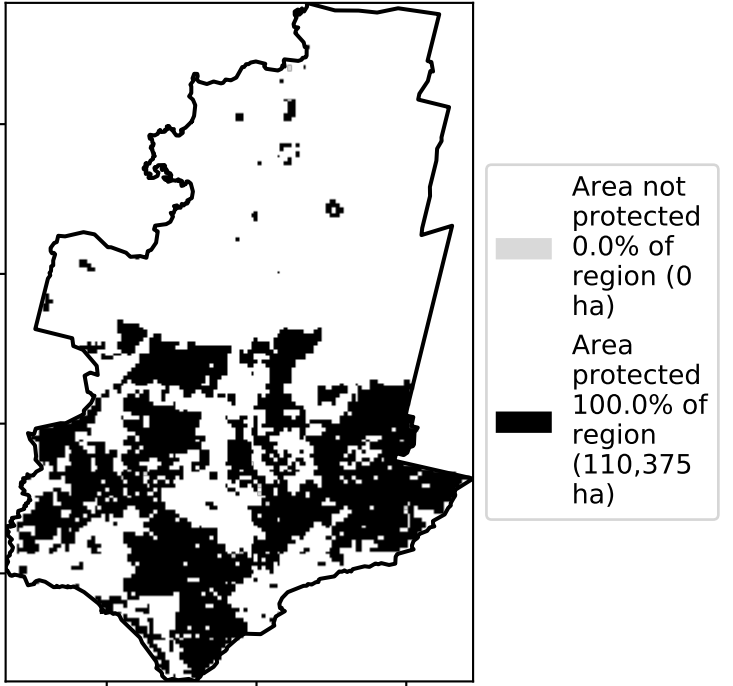 Area not
protected
0.0% of
region (0
ha)
Area
protected
100.0% of
region
(110,375
ha)